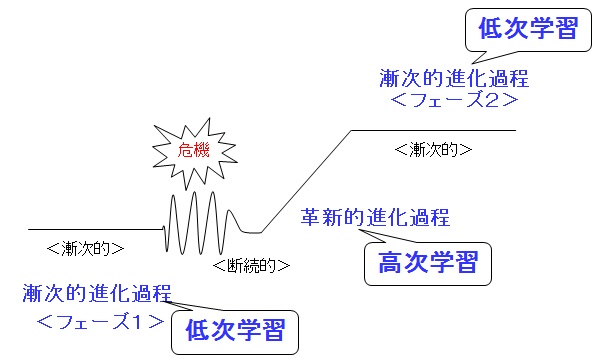 低次学習
漸次的進化過程
＜フェーズ２＞
危機
＜漸次的＞
革新的進化過程
＜漸次的＞
＜断続的＞
高次学習
漸次的進化過程
＜フェーズ１＞
低次学習